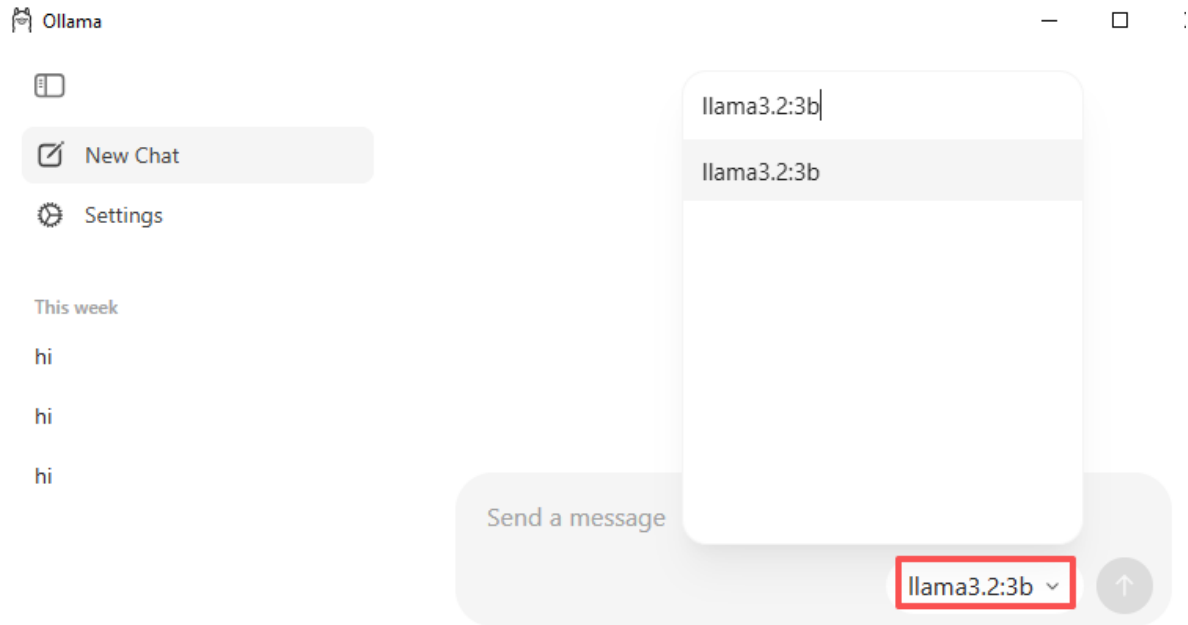 Ollama
New Chat
Settings
This week
hi
hi
hi
llama3.2:3b
llama3.2:3b
Send a message
llama3.2:3b